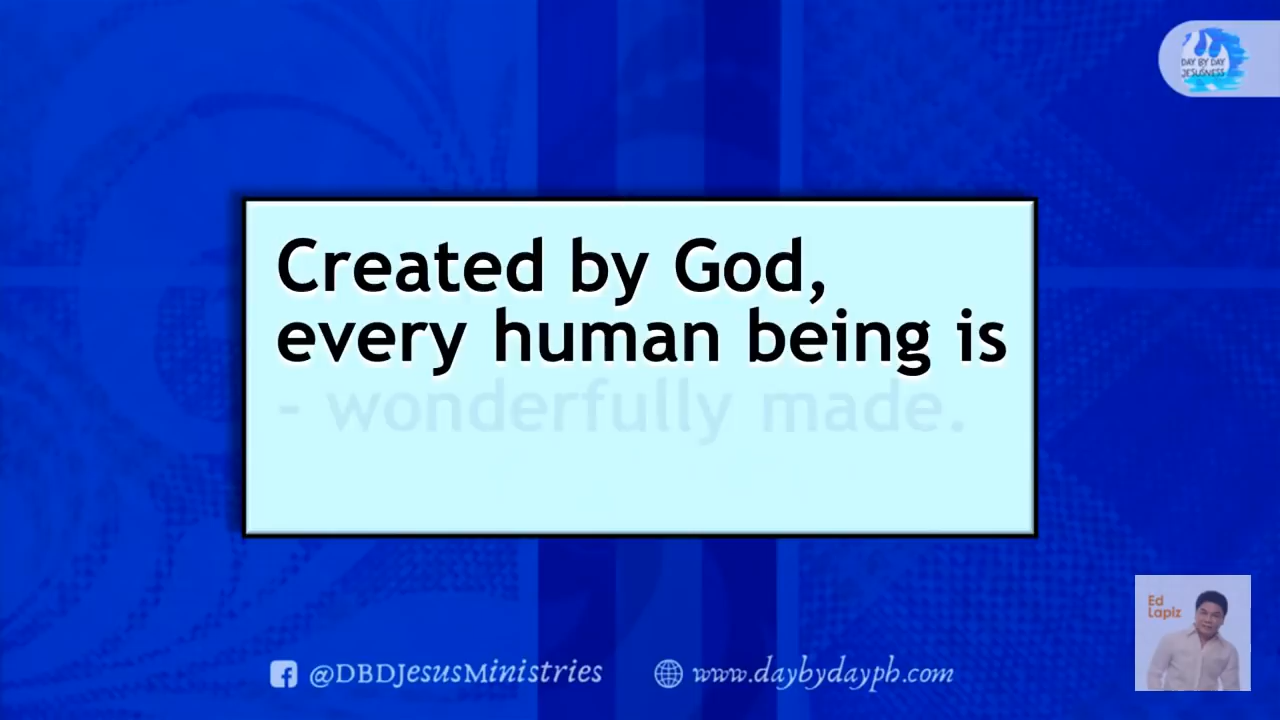 DAY BY DAY
JESUSNESS
Created by God,
every human being is
- wonderfully made.
Ed
Lapiz
@DBDJesusMinistries
www.daybydayph.com